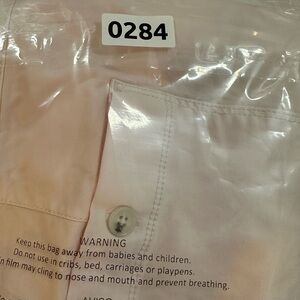 0284
WARNING
Keep this bag away from babies and children.
Do not use in cribs, bed, carriages or playpens.
n film may cling to nose and mouth and prevent breathing.